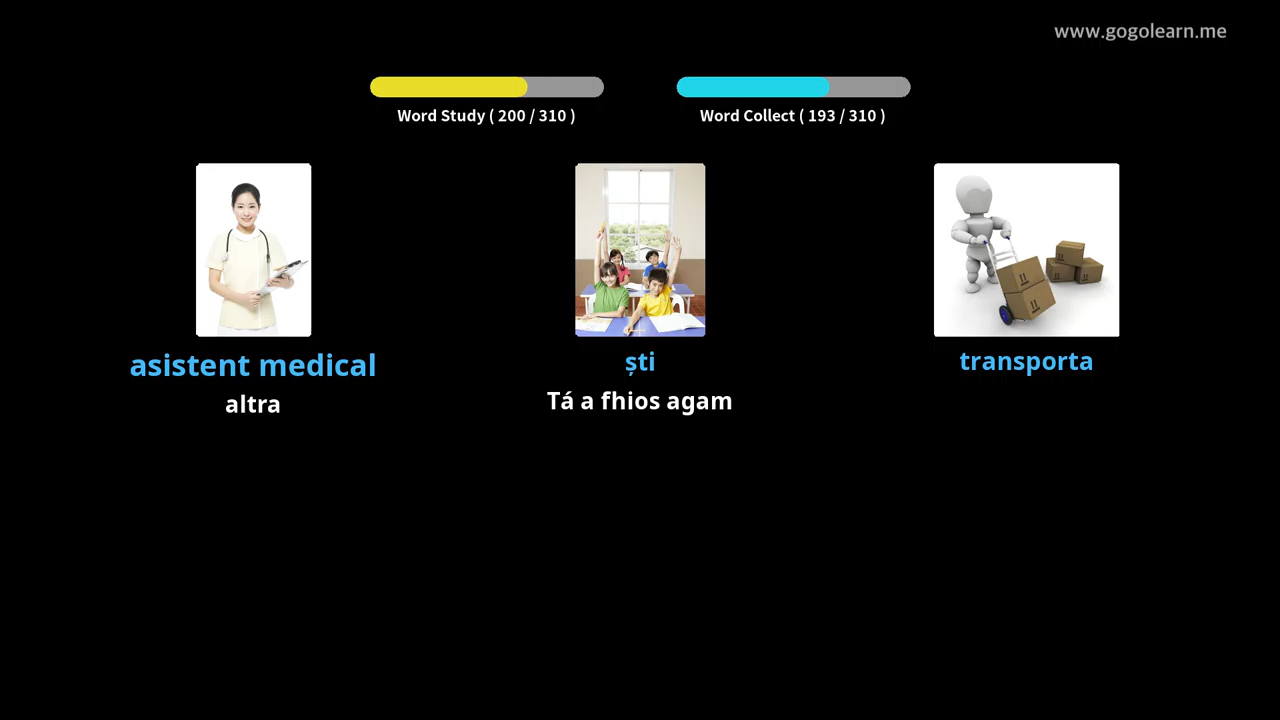 www.gogolearn.me
Word Study ( 200 / 310 )
Word Collect ( 193 / 310 )
asistent medical
altra
ști
Tá a fhios agam
transporta